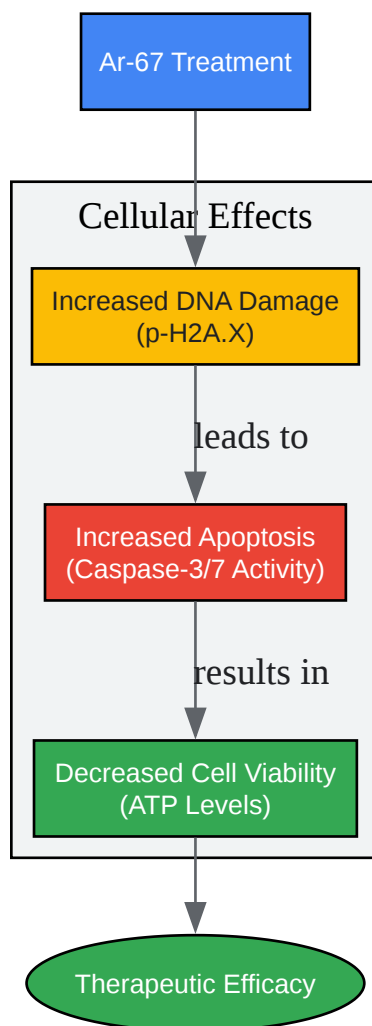 Ar-67 Treatment
Cellular Effects
Increased DNA Damage
(p-H2A.X)
leads to
Increased Apoptosis
(Caspase-3/7 Activity)
results in
Decreased Cell Viability
(ATP Levels)
Therapeutic Efficacy